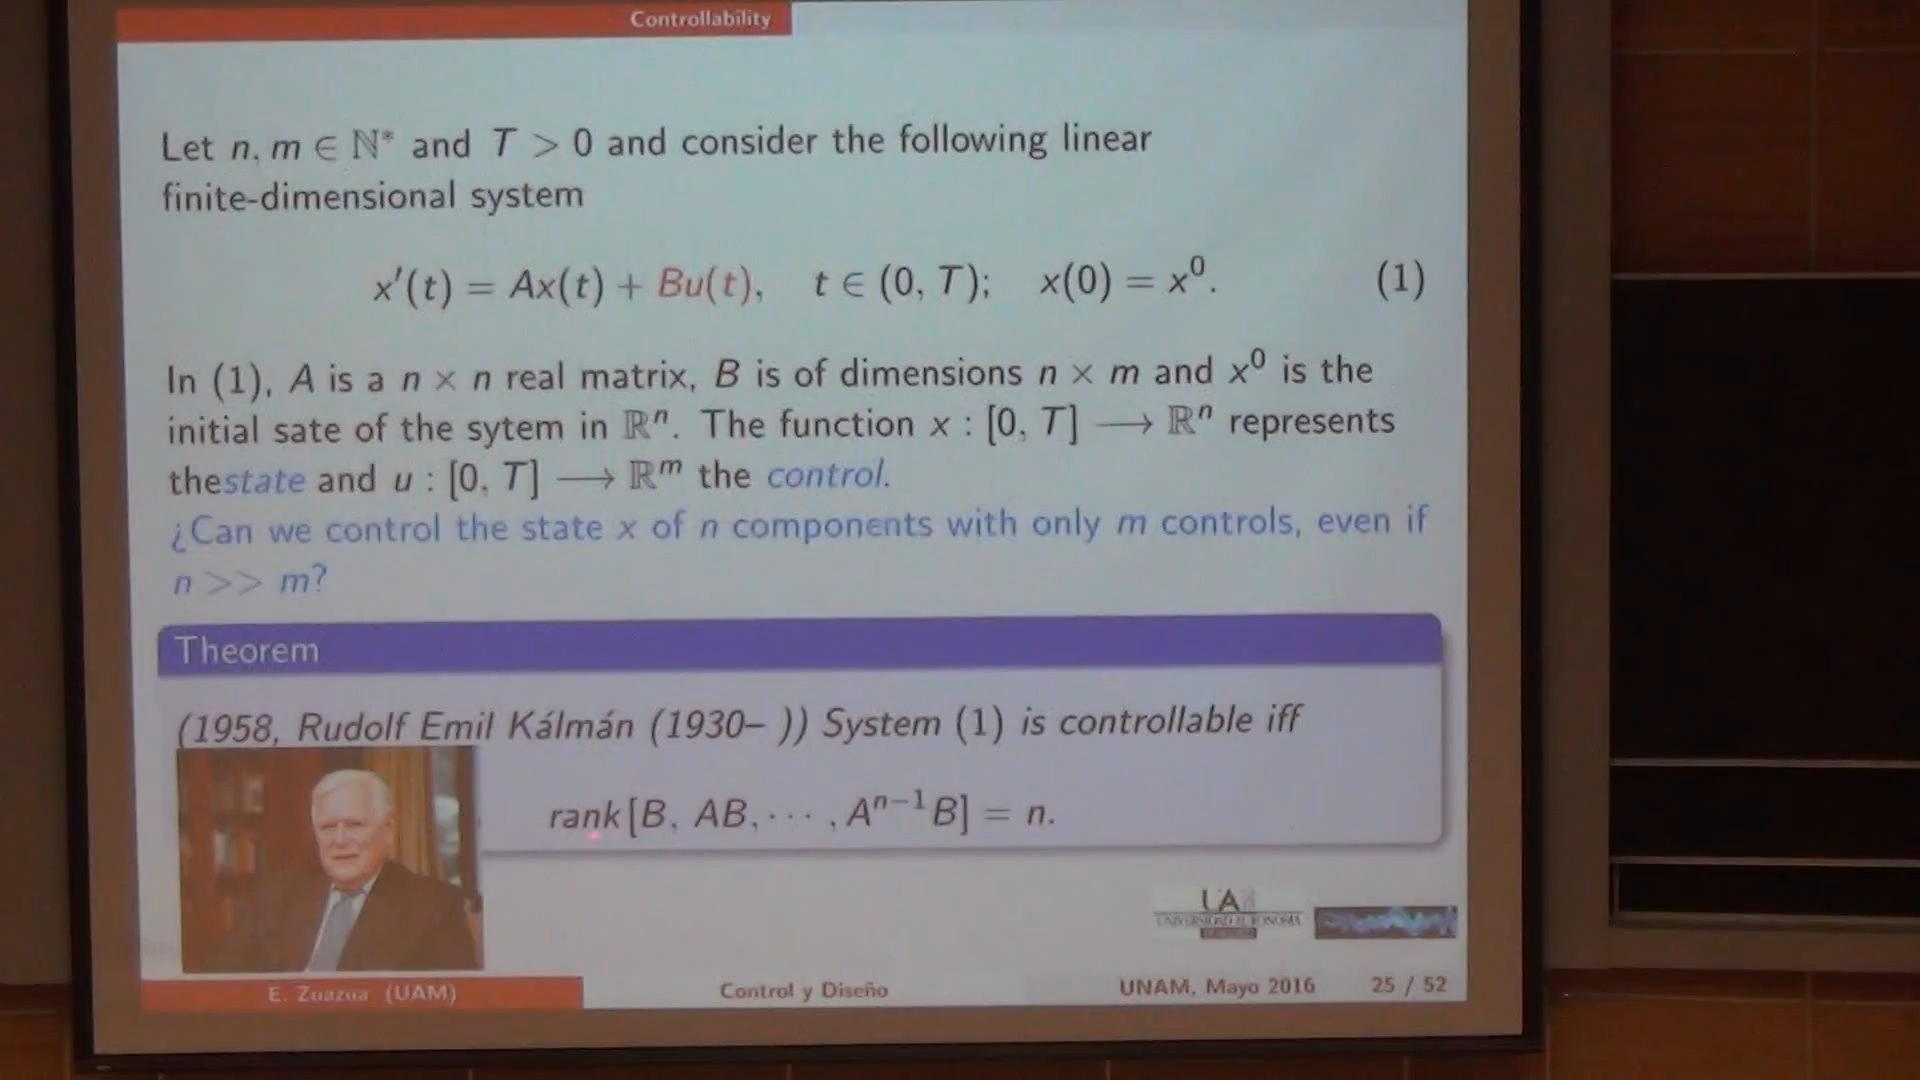 Controllability
Let n, m ∈ ℕ* and T > 0 and consider the following linear
finite-dimensional system
x′(t) = Ax(t) + Bu(t), t ∈ (0, T); x(0) = x⁰. (1)
In (1), A is a n × n real matrix, B is of dimensions n × m and x⁰ is the
initial sate of the sytem in ℝⁿ. The function x : [0, T] ⟶ ℝⁿ represents
thestate and u : [0, T] ⟶ ℝᵐ the control.
¿Can we control the state x of n components with only m controls, even if
n >> m?
Theorem
(1958, Rudolf Emil Kálmán (1930– )) System (1) is controllable iff
rank[B, AB, ⋯ , Aⁿ⁻¹B] = n.
UNIVERSIDAD AUTONOMA
E. Zuazua (UAM) Control y Diseño UNAM, Mayo 2016 25 / 52